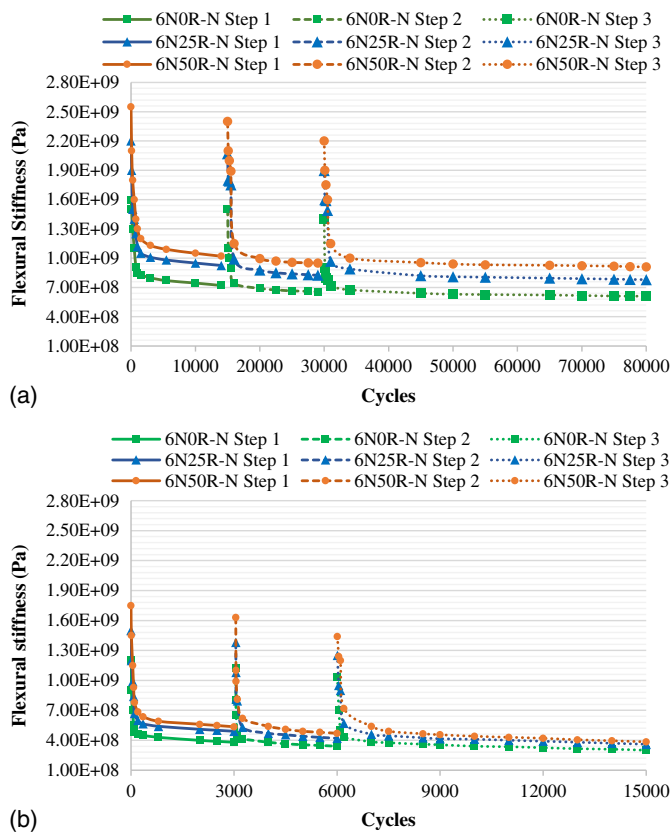 6N0R-N Step 1 6N0R-N Step 2 6N0R-N Step 3
6N25R-N Step 1 6N25R-N Step 2 6N25R-N Step 3
6N50R-N Step 1 6N50R-N Step 2 6N50R-N Step 3
Flexural Stiffness (Pa)
2.80E+09
2.50E+09
2.20E+09
1.90E+09
1.60E+09
1.30E+09
1.00E+09
7.00E+08
4.00E+08
1.00E+08
0 10000 20000 30000 40000 50000 60000 70000 80000
(a) Cycles
6N0R-N Step 1 6N0R-N Step 2 6N0R-N Step 3
6N25R-N Step 1 6N25R-N Step 2 6N25R-N Step 3
6N50R-N Step 1 6N50R-N Step 2 6N50R-N Step 3
Flexural stiffness (Pa)
2.80E+09
2.50E+09
2.20E+09
1.90E+09
1.60E+09
1.30E+09
1.00E+09
7.00E+08
4.00E+08
1.00E+08
0 3000 6000 9000 12000 15000
(b) Cycles